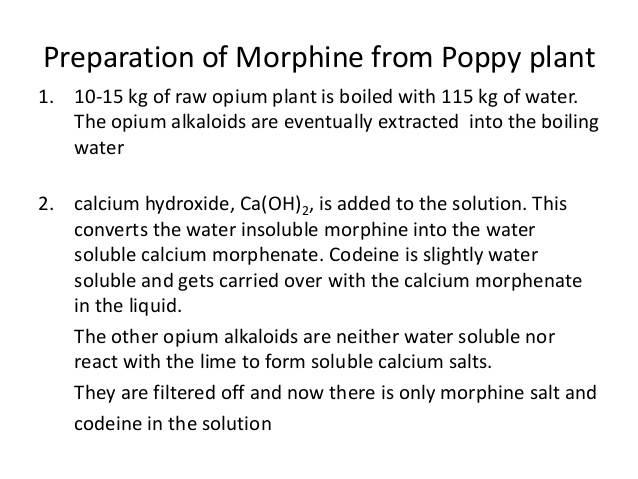 Preparation of Morphine from Poppy plant
1. 10-15 kg of raw opium plant is boiled with 115 kg of water.
The opium alkaloids are eventually extracted into the boiling
water
2. calcium hydroxide, Ca(OH)₂, is added to the solution. This
converts the water insoluble morphine into the water
soluble calcium morphenate. Codeine is slightly water
soluble and gets carried over with the calcium morphenate
in the liquid.
The other opium alkaloids are neither water soluble nor
react with the lime to form soluble calcium salts.
They are filtered off and now there is only morphine salt and
codeine in the solution